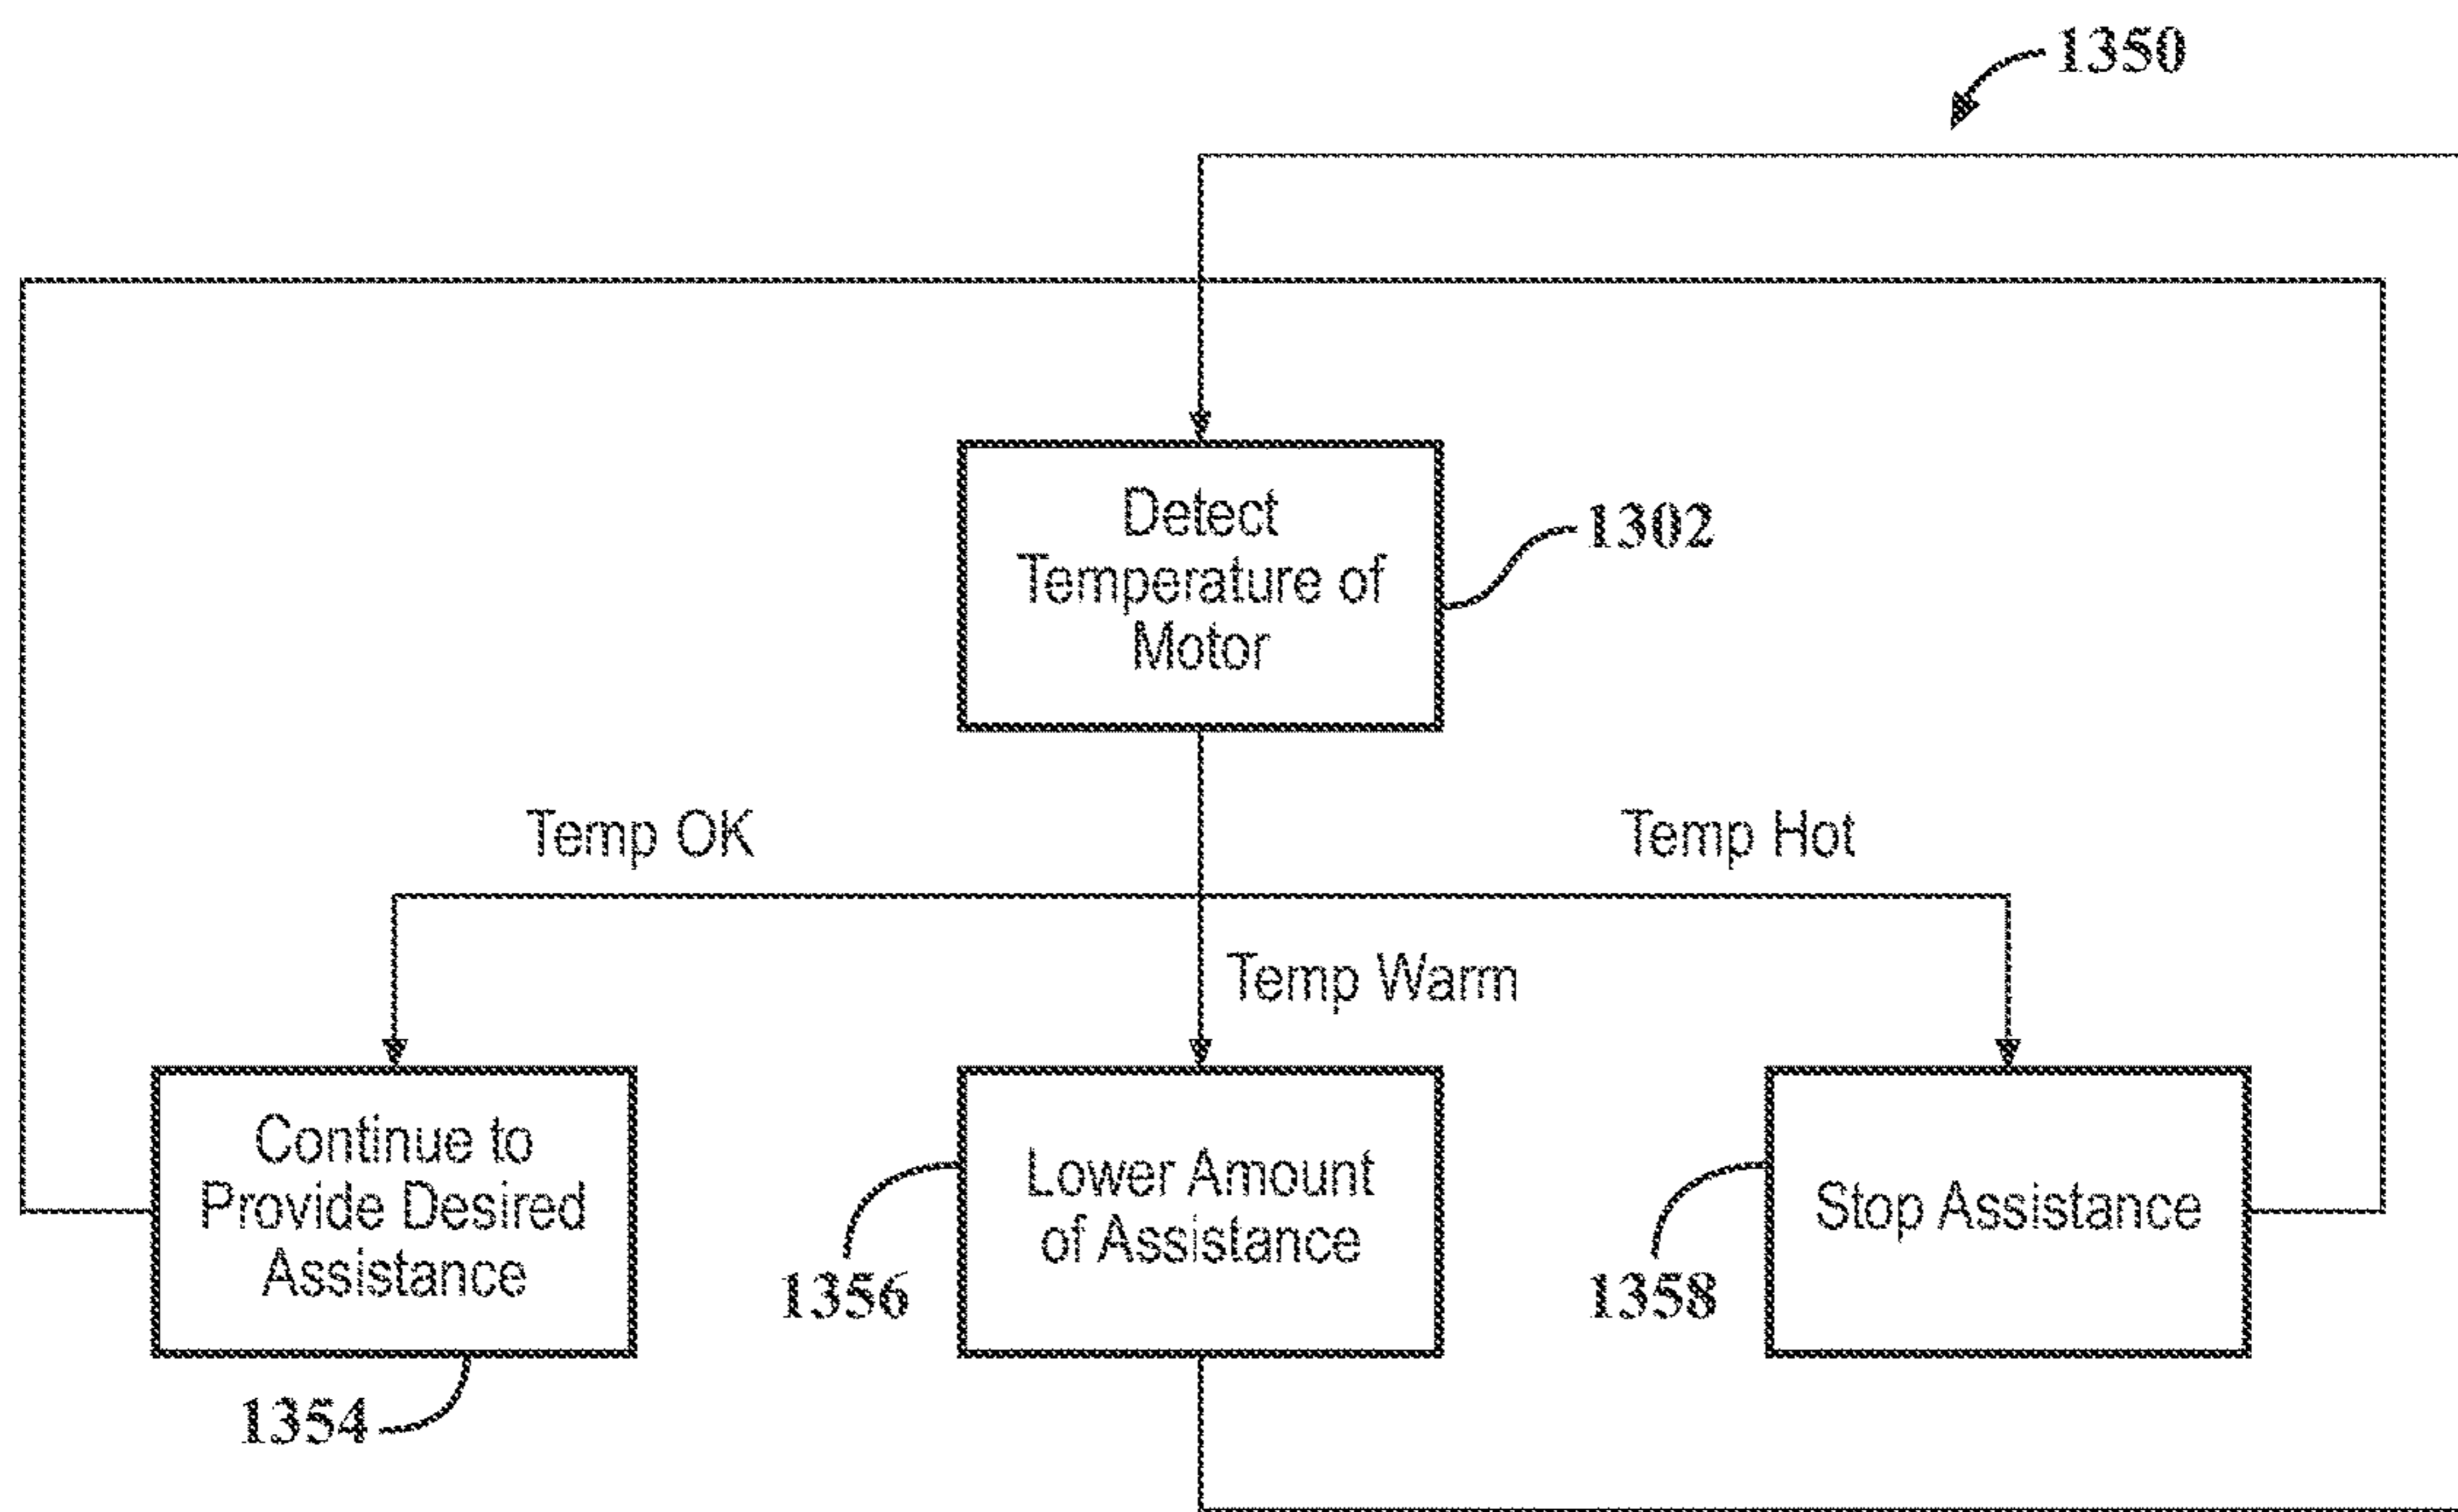 1350
Detect
Temperature of
Motor
1302
Temp OK
Temp Hot
Temp Warm
Continue to
Provide Desired
Assistance
1354
Lower Amount
of Assistance
1356
Stop Assistance
1358